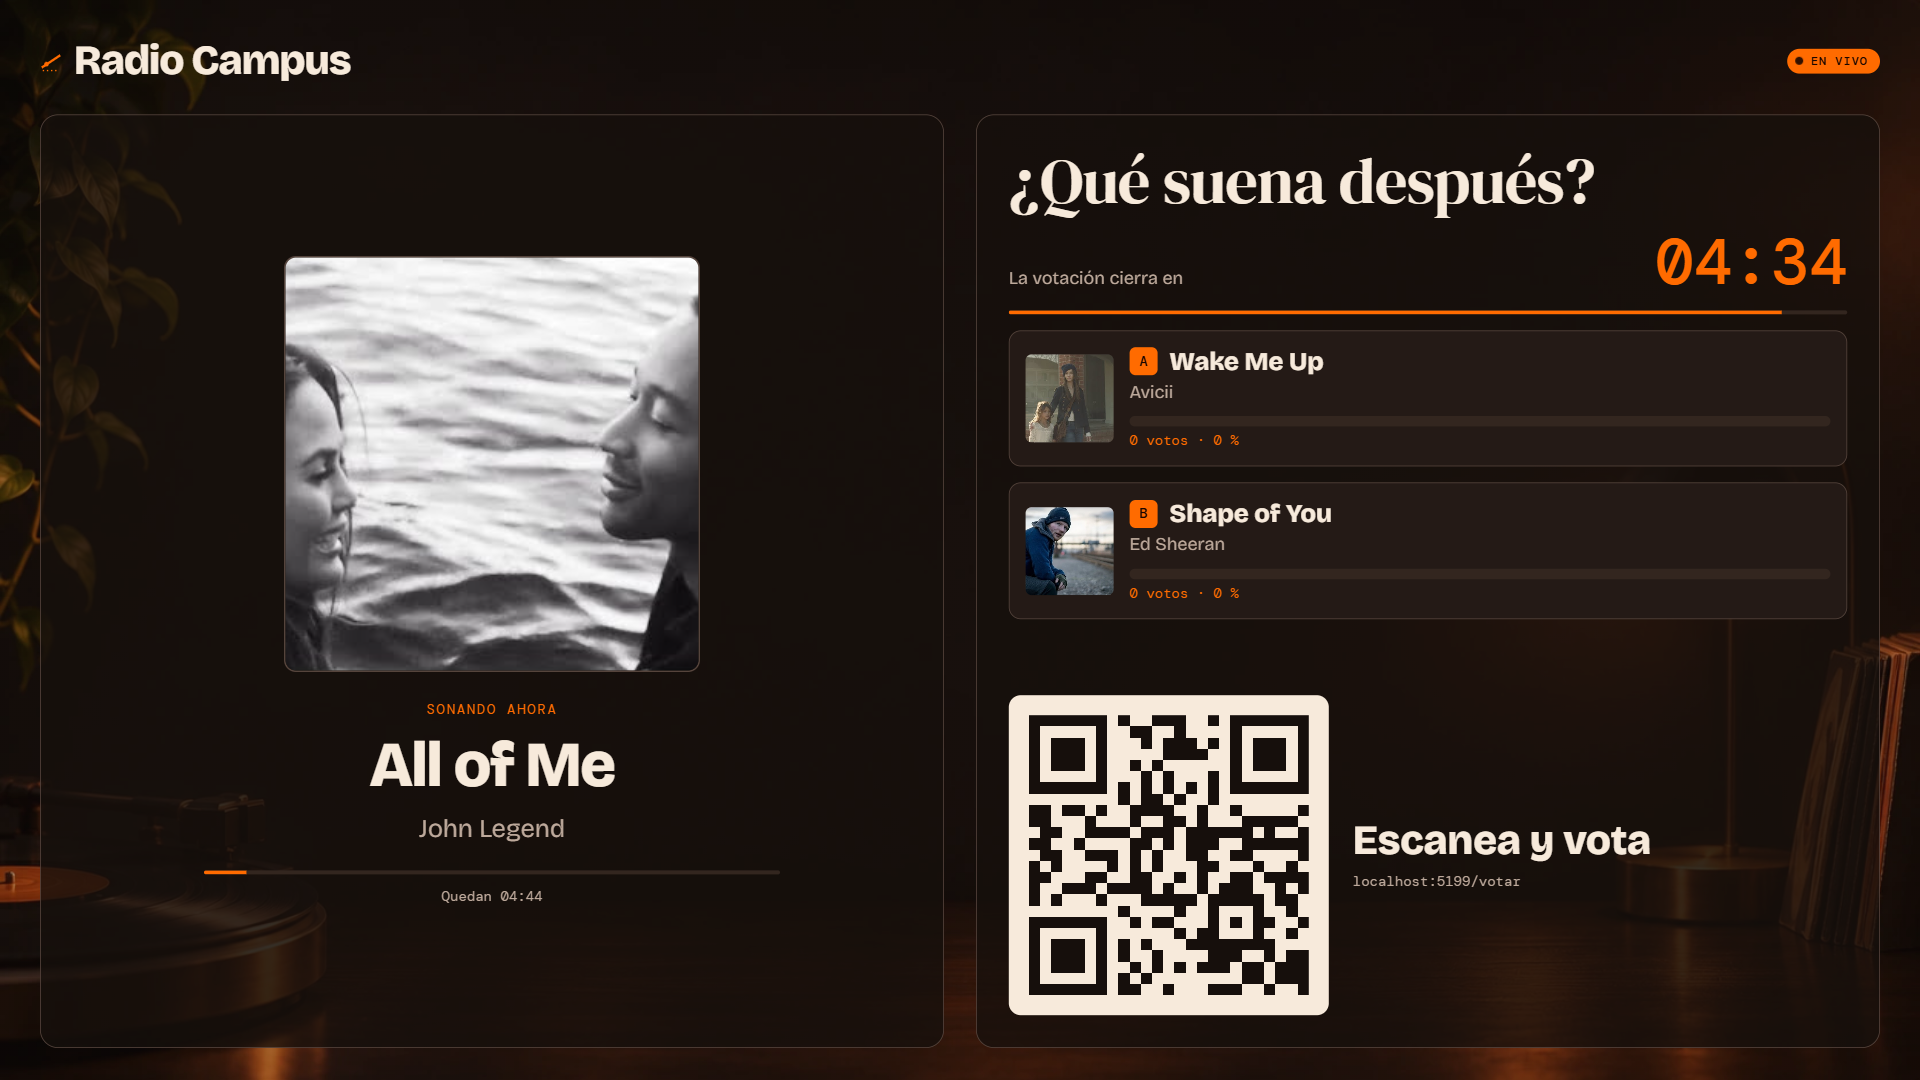 Radio Campus
EN VIVO
SONANDO AHORA
All of Me
John Legend
Quedan 04:44
¿Qué suena después?
La votación cierra en
04:34
A Wake Me Up
Avicii
0 votos · 0 %
B Shape of You
Ed Sheeran
0 votos · 0 %
Escanea y vota
localhost:5199/votar